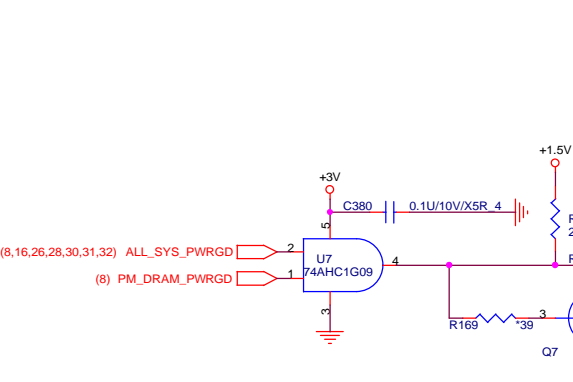 +1.5V
+3V
C380 0.1U/10V/X5R_4
5
(8,16,26,28,30,31,32) ALL_SYS_PWRGD 2
U7
74AHC1G09
4
(8) PM_DRAM_PWRGD 1
3
R
2
R
R169 *39 3
Q7